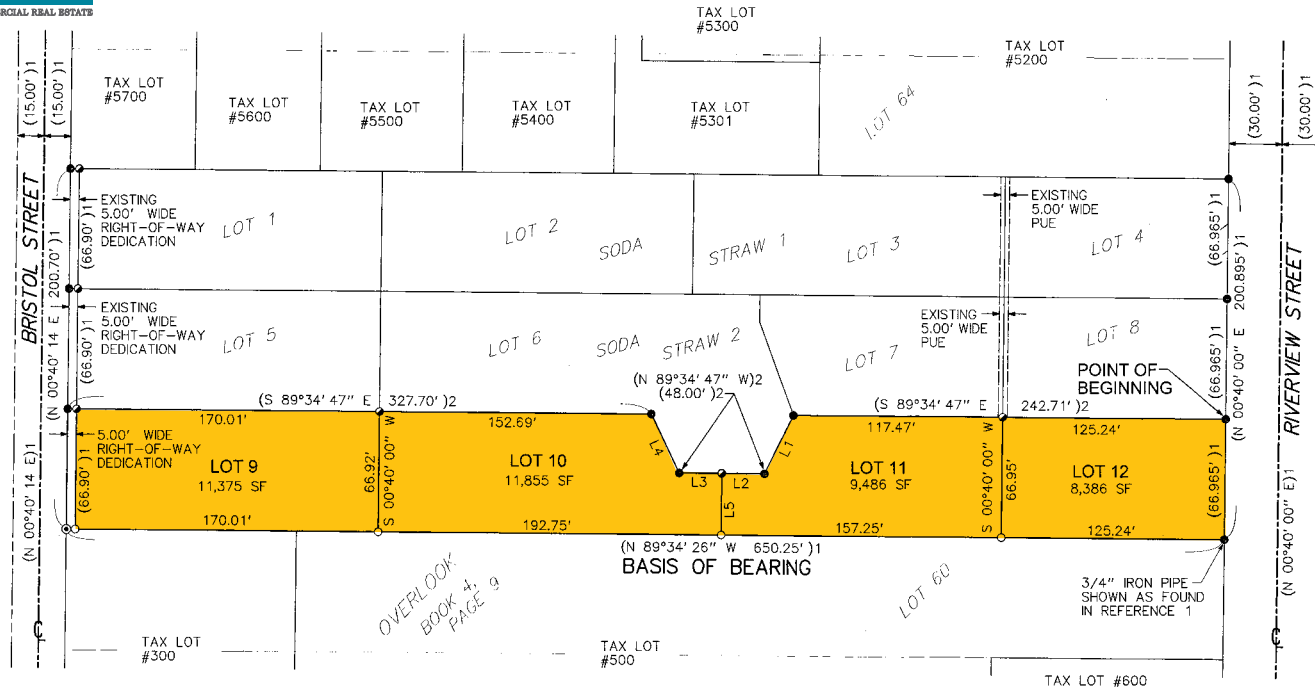 RCIAL REAL ESTATE
TAX LOT
#5300
TAX LOT
#5200
(15.00' )1
(15.00' )1
TAX LOT
#5700
TAX LOT
#5600
TAX LOT
#5500
TAX LOT
#5400
TAX LOT
#5301
LOT 64
(30.00' )1
(30.00' )1
BRISTOL STREET
(N 00°40' 14 E 200.70' )1
(66.90' )1
EXISTING
5.00' WIDE
RIGHT-OF-WAY
DEDICATION
LOT 1
LOT 2
SODA
STRAW 1
LOT 3
EXISTING
5.00' WIDE
PUE
LOT 4
(66.965' )1
(N 00°40' 00" E 200.895' )1
RIVERVIEW STREET
(66.90' )1
EXISTING
5.00' WIDE
RIGHT-OF-WAY
DEDICATION
LOT 5
LOT 6
SODA
STRAW 2
LOT 7
EXISTING
5.00' WIDE
PUE
LOT 8
(66.965' )1
POINT OF
BEGINNING
(S 89°34' 47" E 327.70' )2
(N 89°34' 47" W)2
(48.00' )2
(S 89°34' 47" E 242.71' )2
170.01'
152.69'
117.47'
125.24'
5.00' WIDE
RIGHT-OF-WAY
DEDICATION
(66.90' )1
LOT 9
11,375 SF
66.92'
S 00°40' 00" W
LOT 10
11,855 SF
L4
L3
L2
L1
L5
LOT 11
9,486 SF
S 00°40' 00" W
66.95'
LOT 12
8,386 SF
(66.965' )1
170.01'
192.75'
157.25'
125.24'
(N 00°40' 14 E)1
(N 89°34' 26" W 650.25' )1
BASIS OF BEARING
(N 00°40' 00" E)1
OVERLOOK
BOOK 4,
PAGE 9
LOT 60
3/4" IRON PIPE
SHOWN AS FOUND
IN REFERENCE 1
TAX LOT
#300
TAX LOT
#500
TAX LOT #600